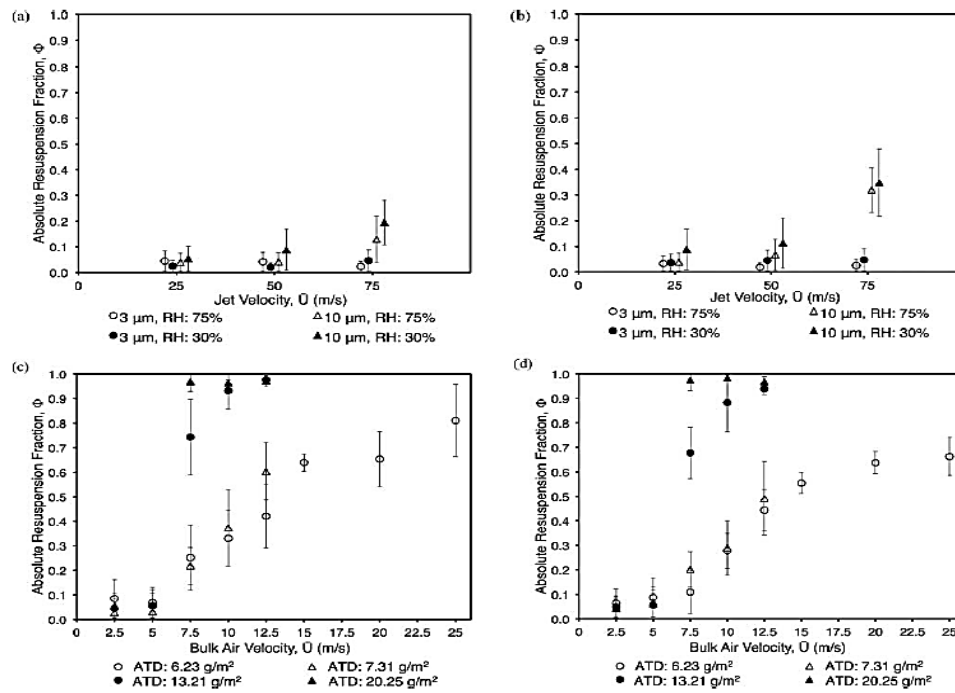 (a)
1.0
0.9
0.8
0.7
0.6
0.5
0.4
0.3
0.2
0.1
0.0
Absolute Resuspension Fraction, Φ
25 50 75
Jet Velocity, Ū (m/s)
○ 3 µm, RH: 75% △ 10 µm, RH: 75%
● 3 µm, RH: 30% ▲ 10 µm, RH: 30%
(b)
1.0
0.9
0.8
0.7
0.6
0.5
0.4
0.3
0.2
0.1
0.0
Absolute Resuspension Fraction, Φ
25 50 75
Jet Velocity, Ū (m/s)
○ 3 µm, RH: 75% △ 10 µm, RH: 75%
● 3 µm, RH: 30% ▲ 10 µm, RH: 30%
(c)
1.0
0.9
0.8
0.7
0.6
0.5
0.4
0.3
0.2
0.1
0.0
Absolute Resuspension Fraction, Φ
2.5 5 7.5 10 12.5 15 17.5 20 22.5 25
Bulk Air Velocity, Ū (m/s)
○ ATD: 6.23 g/m² △ ATD: 7.31 g/m²
● ATD: 13.21 g/m² ▲ ATD: 20.25 g/m²
(d)
1.0
0.9
0.8
0.7
0.6
0.5
0.4
0.3
0.2
0.1
0.0
Absolute Resuspension Fraction, Φ
2.5 5 7.5 10 12.5 15 17.5 20 22.5 25
Bulk Air Velocity, Ū (m/s)
○ ATD: 6.23 g/m² △ ATD: 7.31 g/m²
● ATD: 13.21 g/m² ▲ ATD: 20.25 g/m²